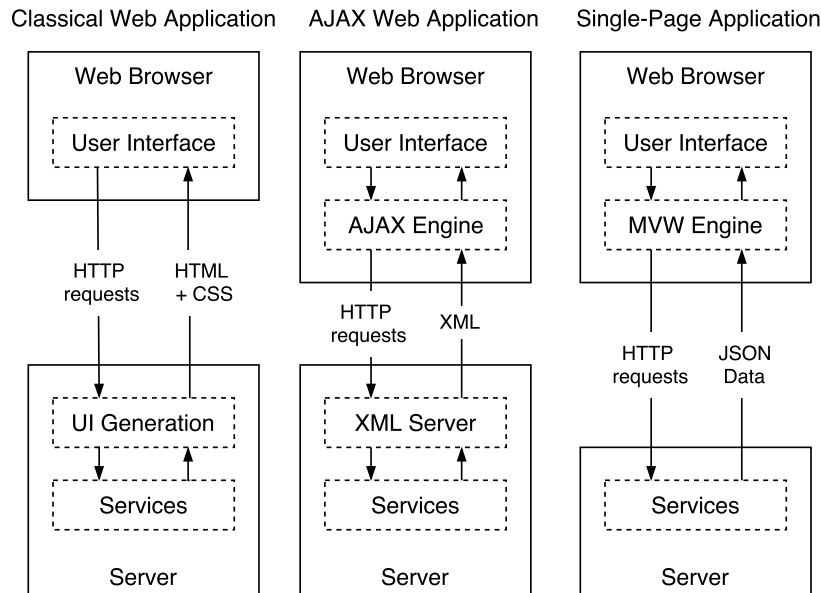 Classical Web Application
Web Browser
User Interface
HTTP
requests
HTML
+ CSS
UI Generation
Services
Server
AJAX Web Application
Web Browser
User Interface
AJAX Engine
HTTP
requests
XML
XML Server
Services
Server
Single-Page Application
Web Browser
User Interface
MVW Engine
HTTP
requests
JSON
Data
Services
Server